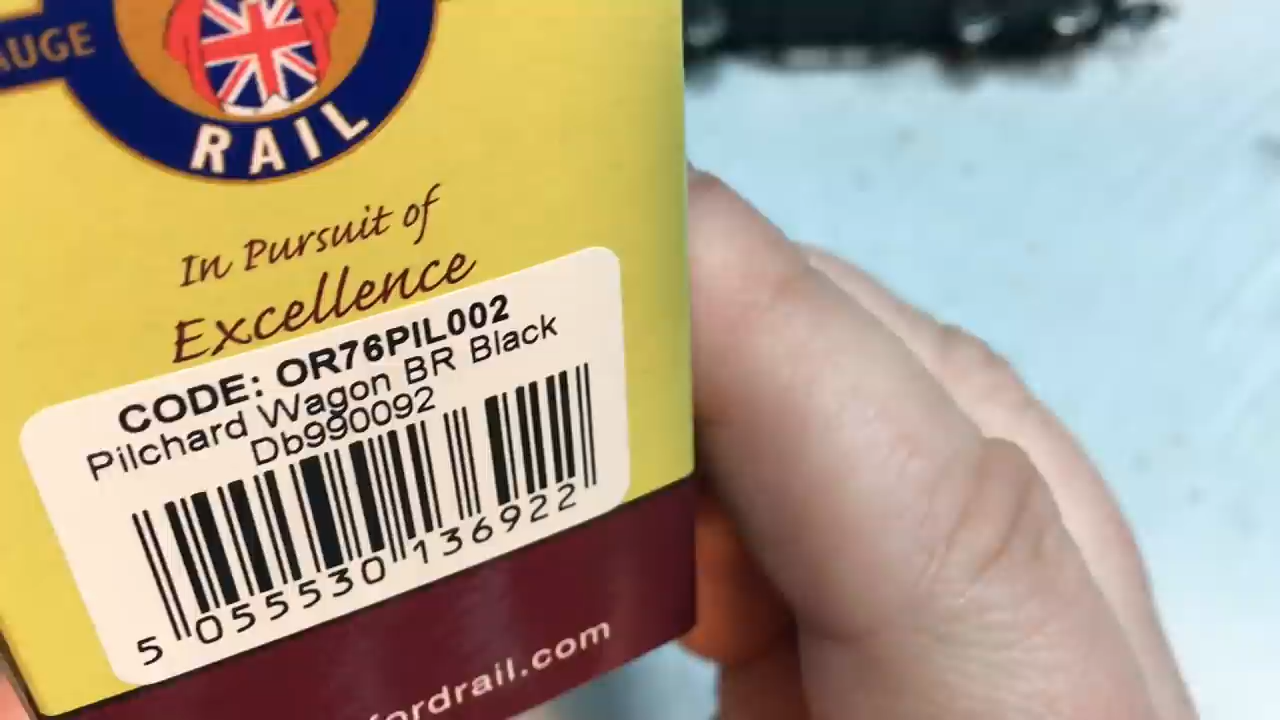 AUGE
RAIL
In Pursuit of
Excellence
CODE: OR76PIL002
Pilchard Wagon BR Black
Db990092
5 055530 136922
fordrail.com